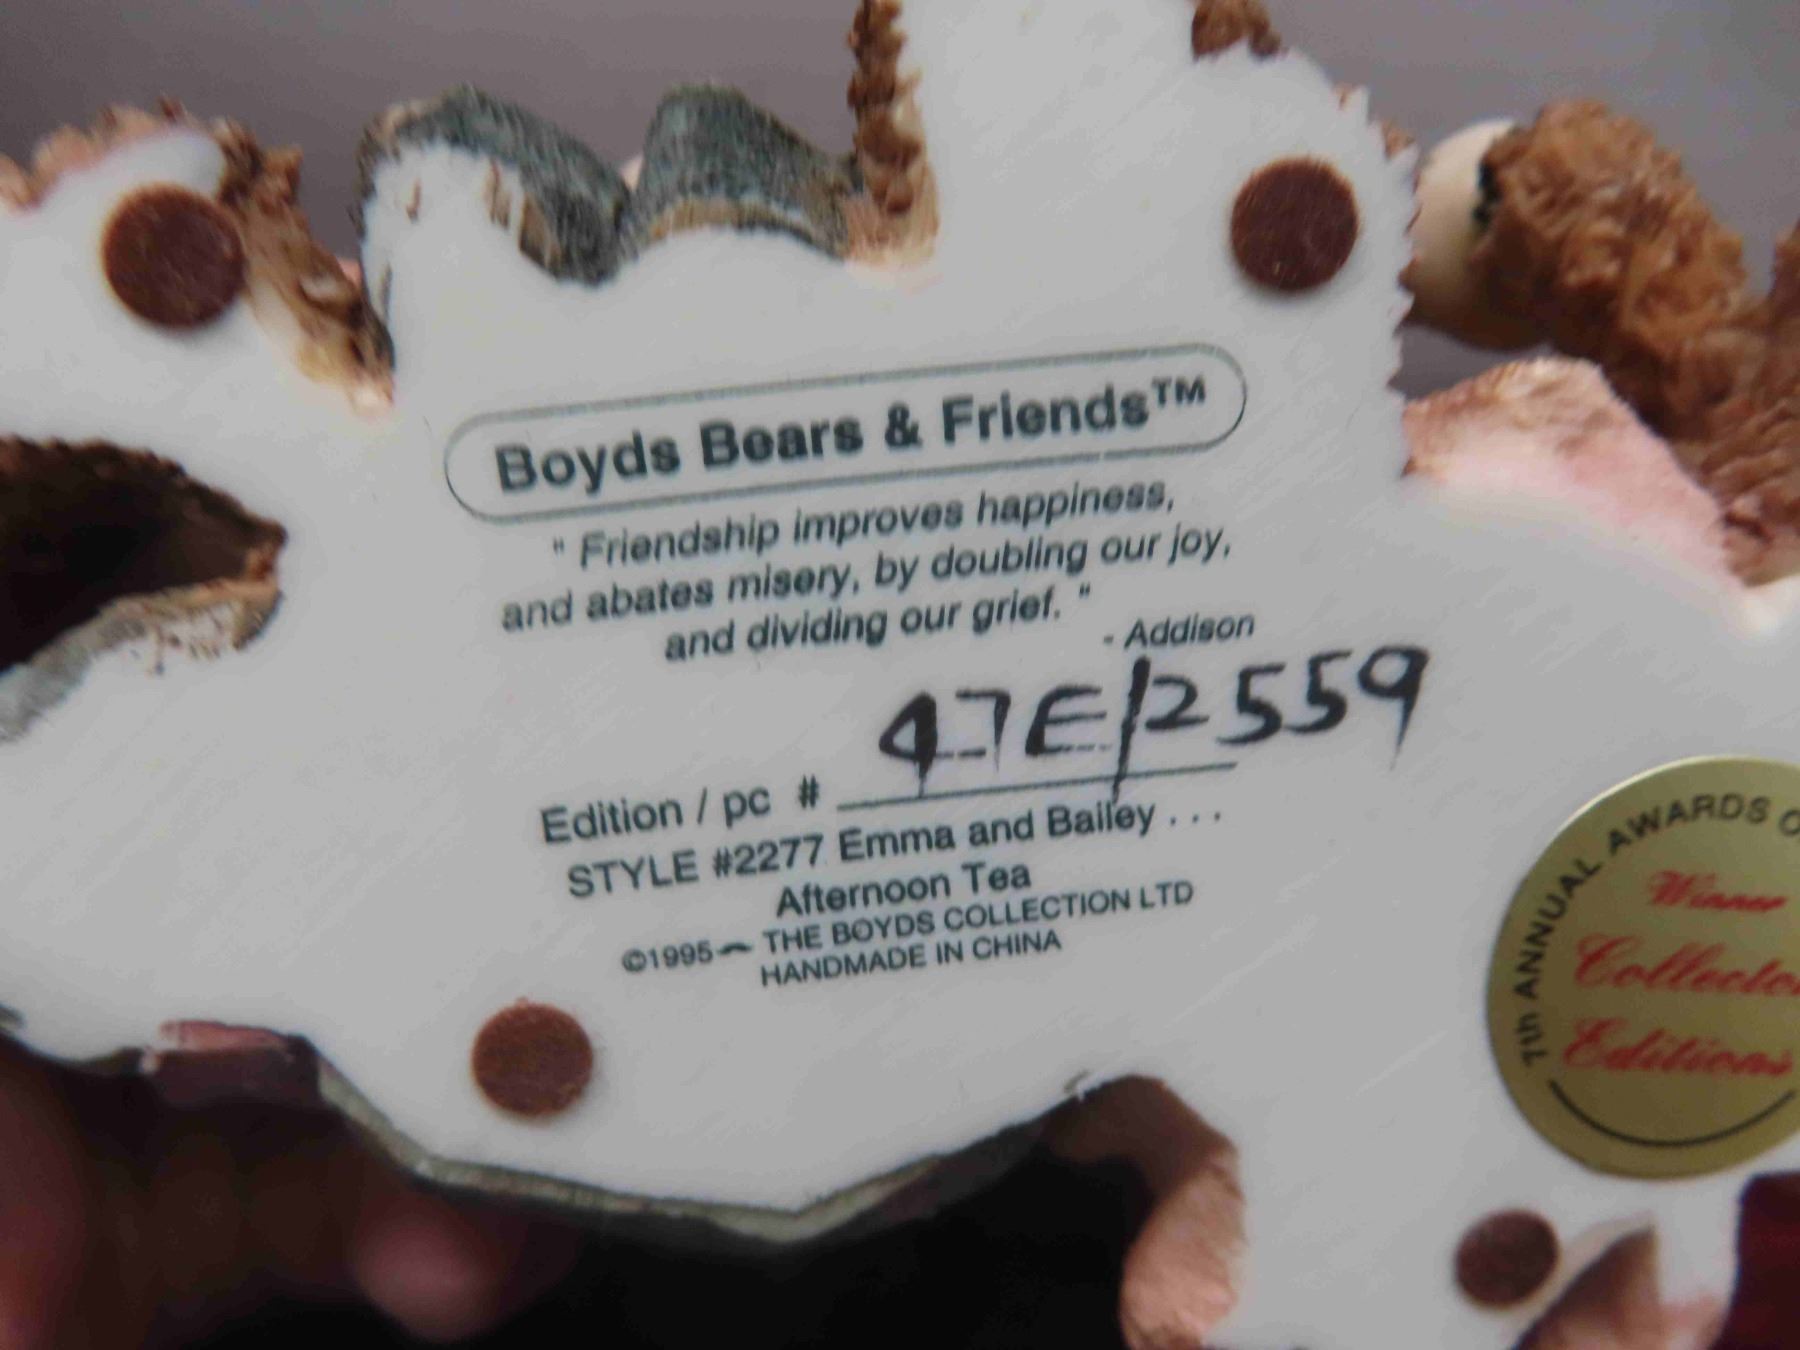 Boyds Bears & Friends™
" Friendship improves happiness,
and abates misery, by doubling our joy,
and dividing our grief. "
- Addison
Edition / pc # 47E/2559
STYLE #2277 Emma and Bailey . . .
Afternoon Tea
©1995 THE BOYDS COLLECTION LTD
HANDMADE IN CHINA
7th ANNUAL AWARDS
Winner
Collector
Editions